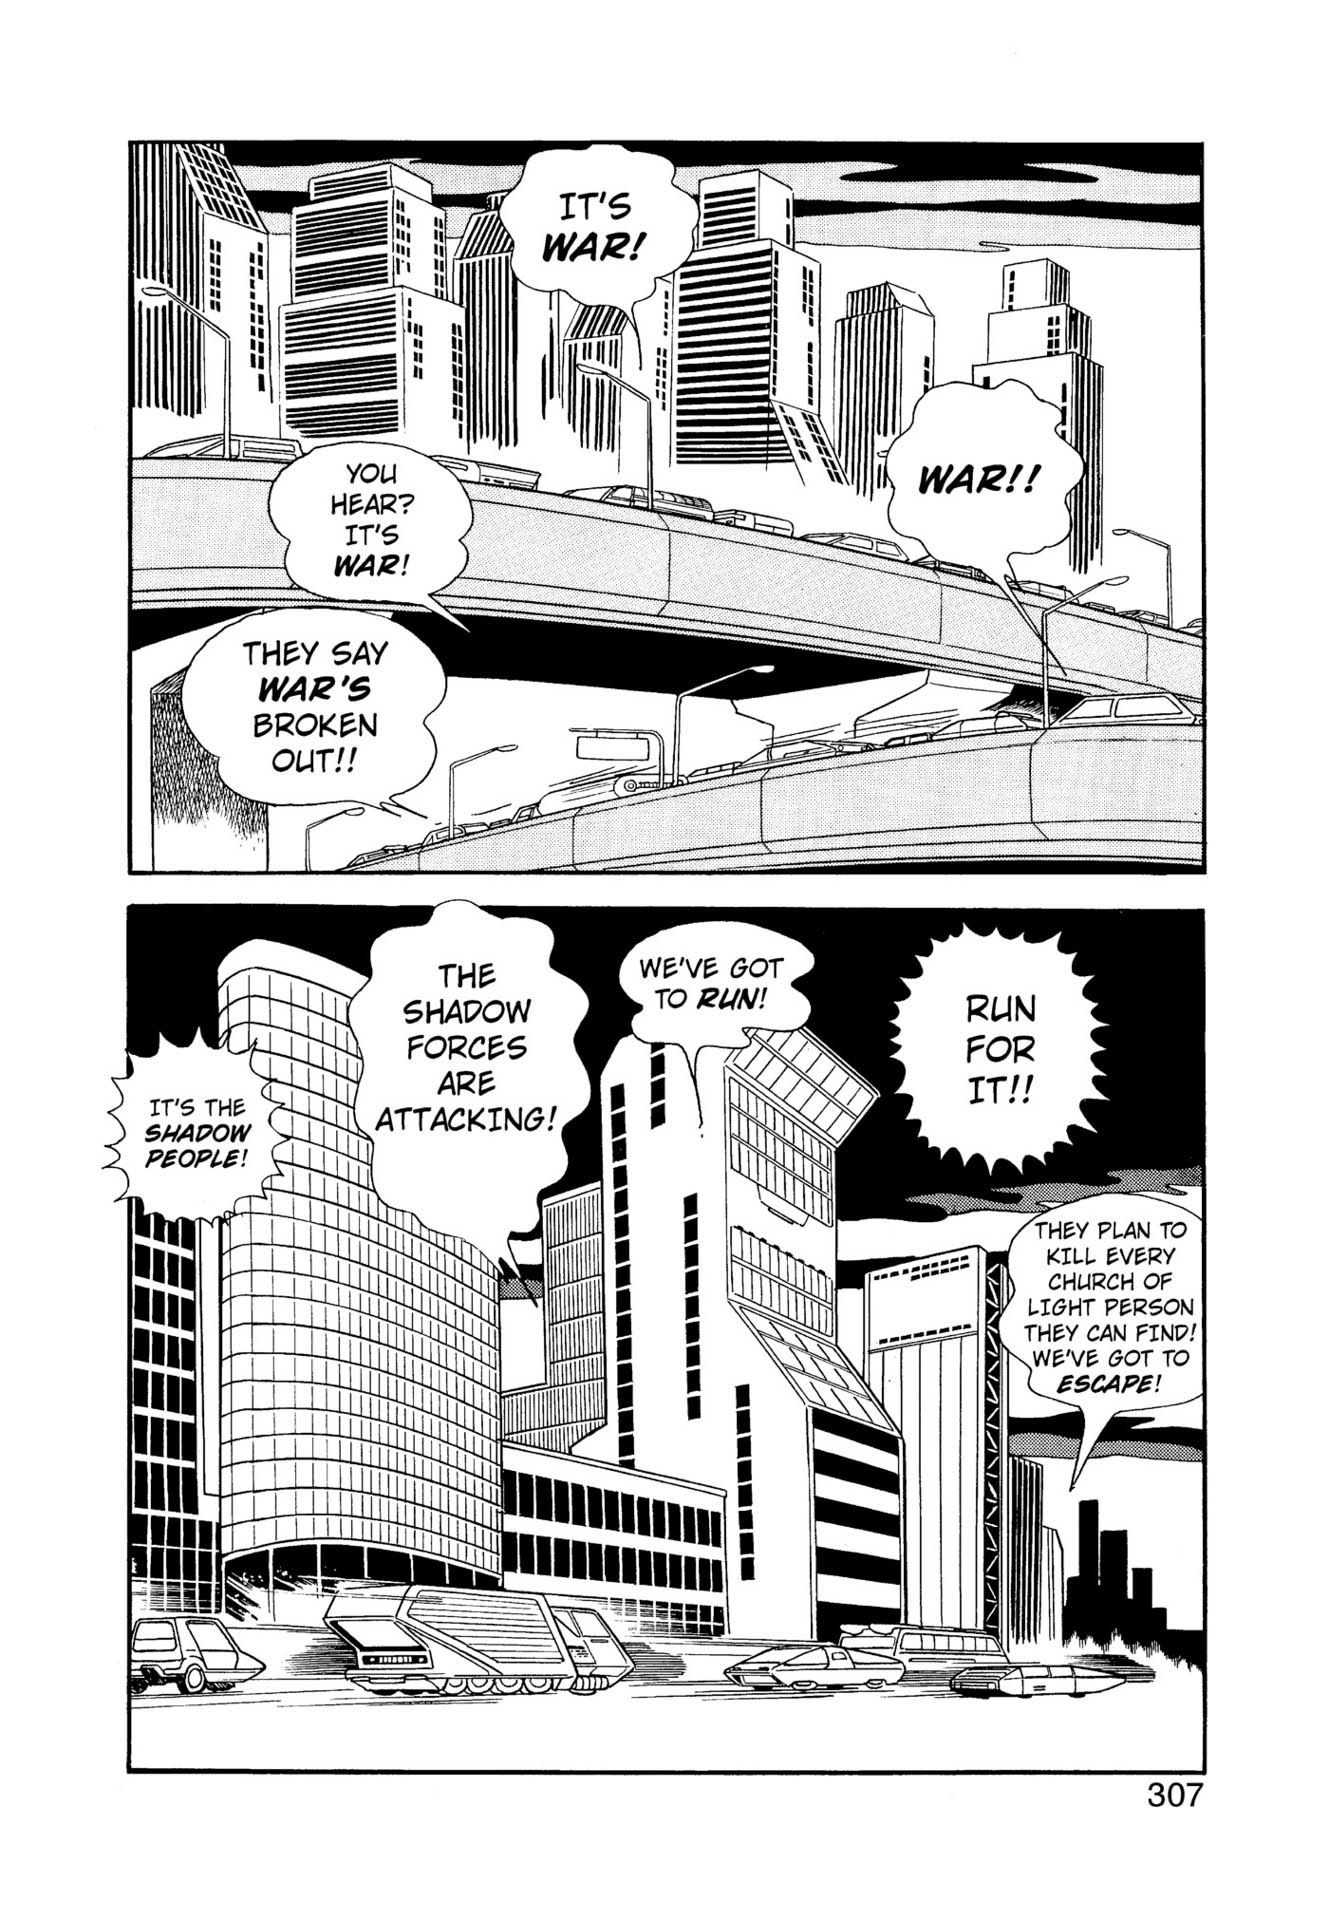 IT'S
WAR!
WAR!!
YOU
HEAR?
IT'S
WAR!
THEY SAY
WAR'S
BROKEN
OUT!!
IT'S THE
SHADOW
PEOPLE!
THE
SHADOW
FORCES
ARE
ATTACKING!
WE'VE GOT
TO RUN!
RUN
FOR
IT!!
THEY PLAN TO
KILL EVERY
CHURCH OF
LIGHT PERSON
THEY CAN FIND!
WE'VE GOT TO
ESCAPE!
307